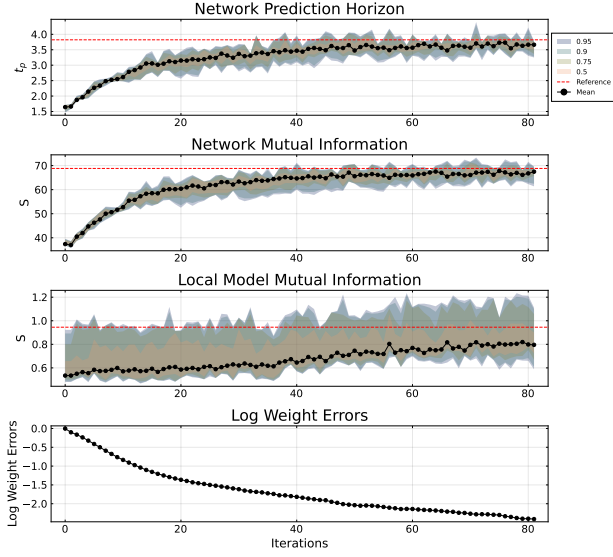 Network Prediction Horizon
4.0
3.5
3.0
2.5
2.0
1.5
tp
0 20 40 60 80
0.95
0.9
0.75
0.5
Reference
Mean
Network Mutual Information
70
60
50
40
S
0 20 40 60 80
Local Model Mutual Information
1.2
1.0
0.8
0.6
S
0 20 40 60 80
Log Weight Errors
0.0
−0.5
−1.0
−1.5
−2.0
Log Weight Errors
0 20 40 60 80
Iterations